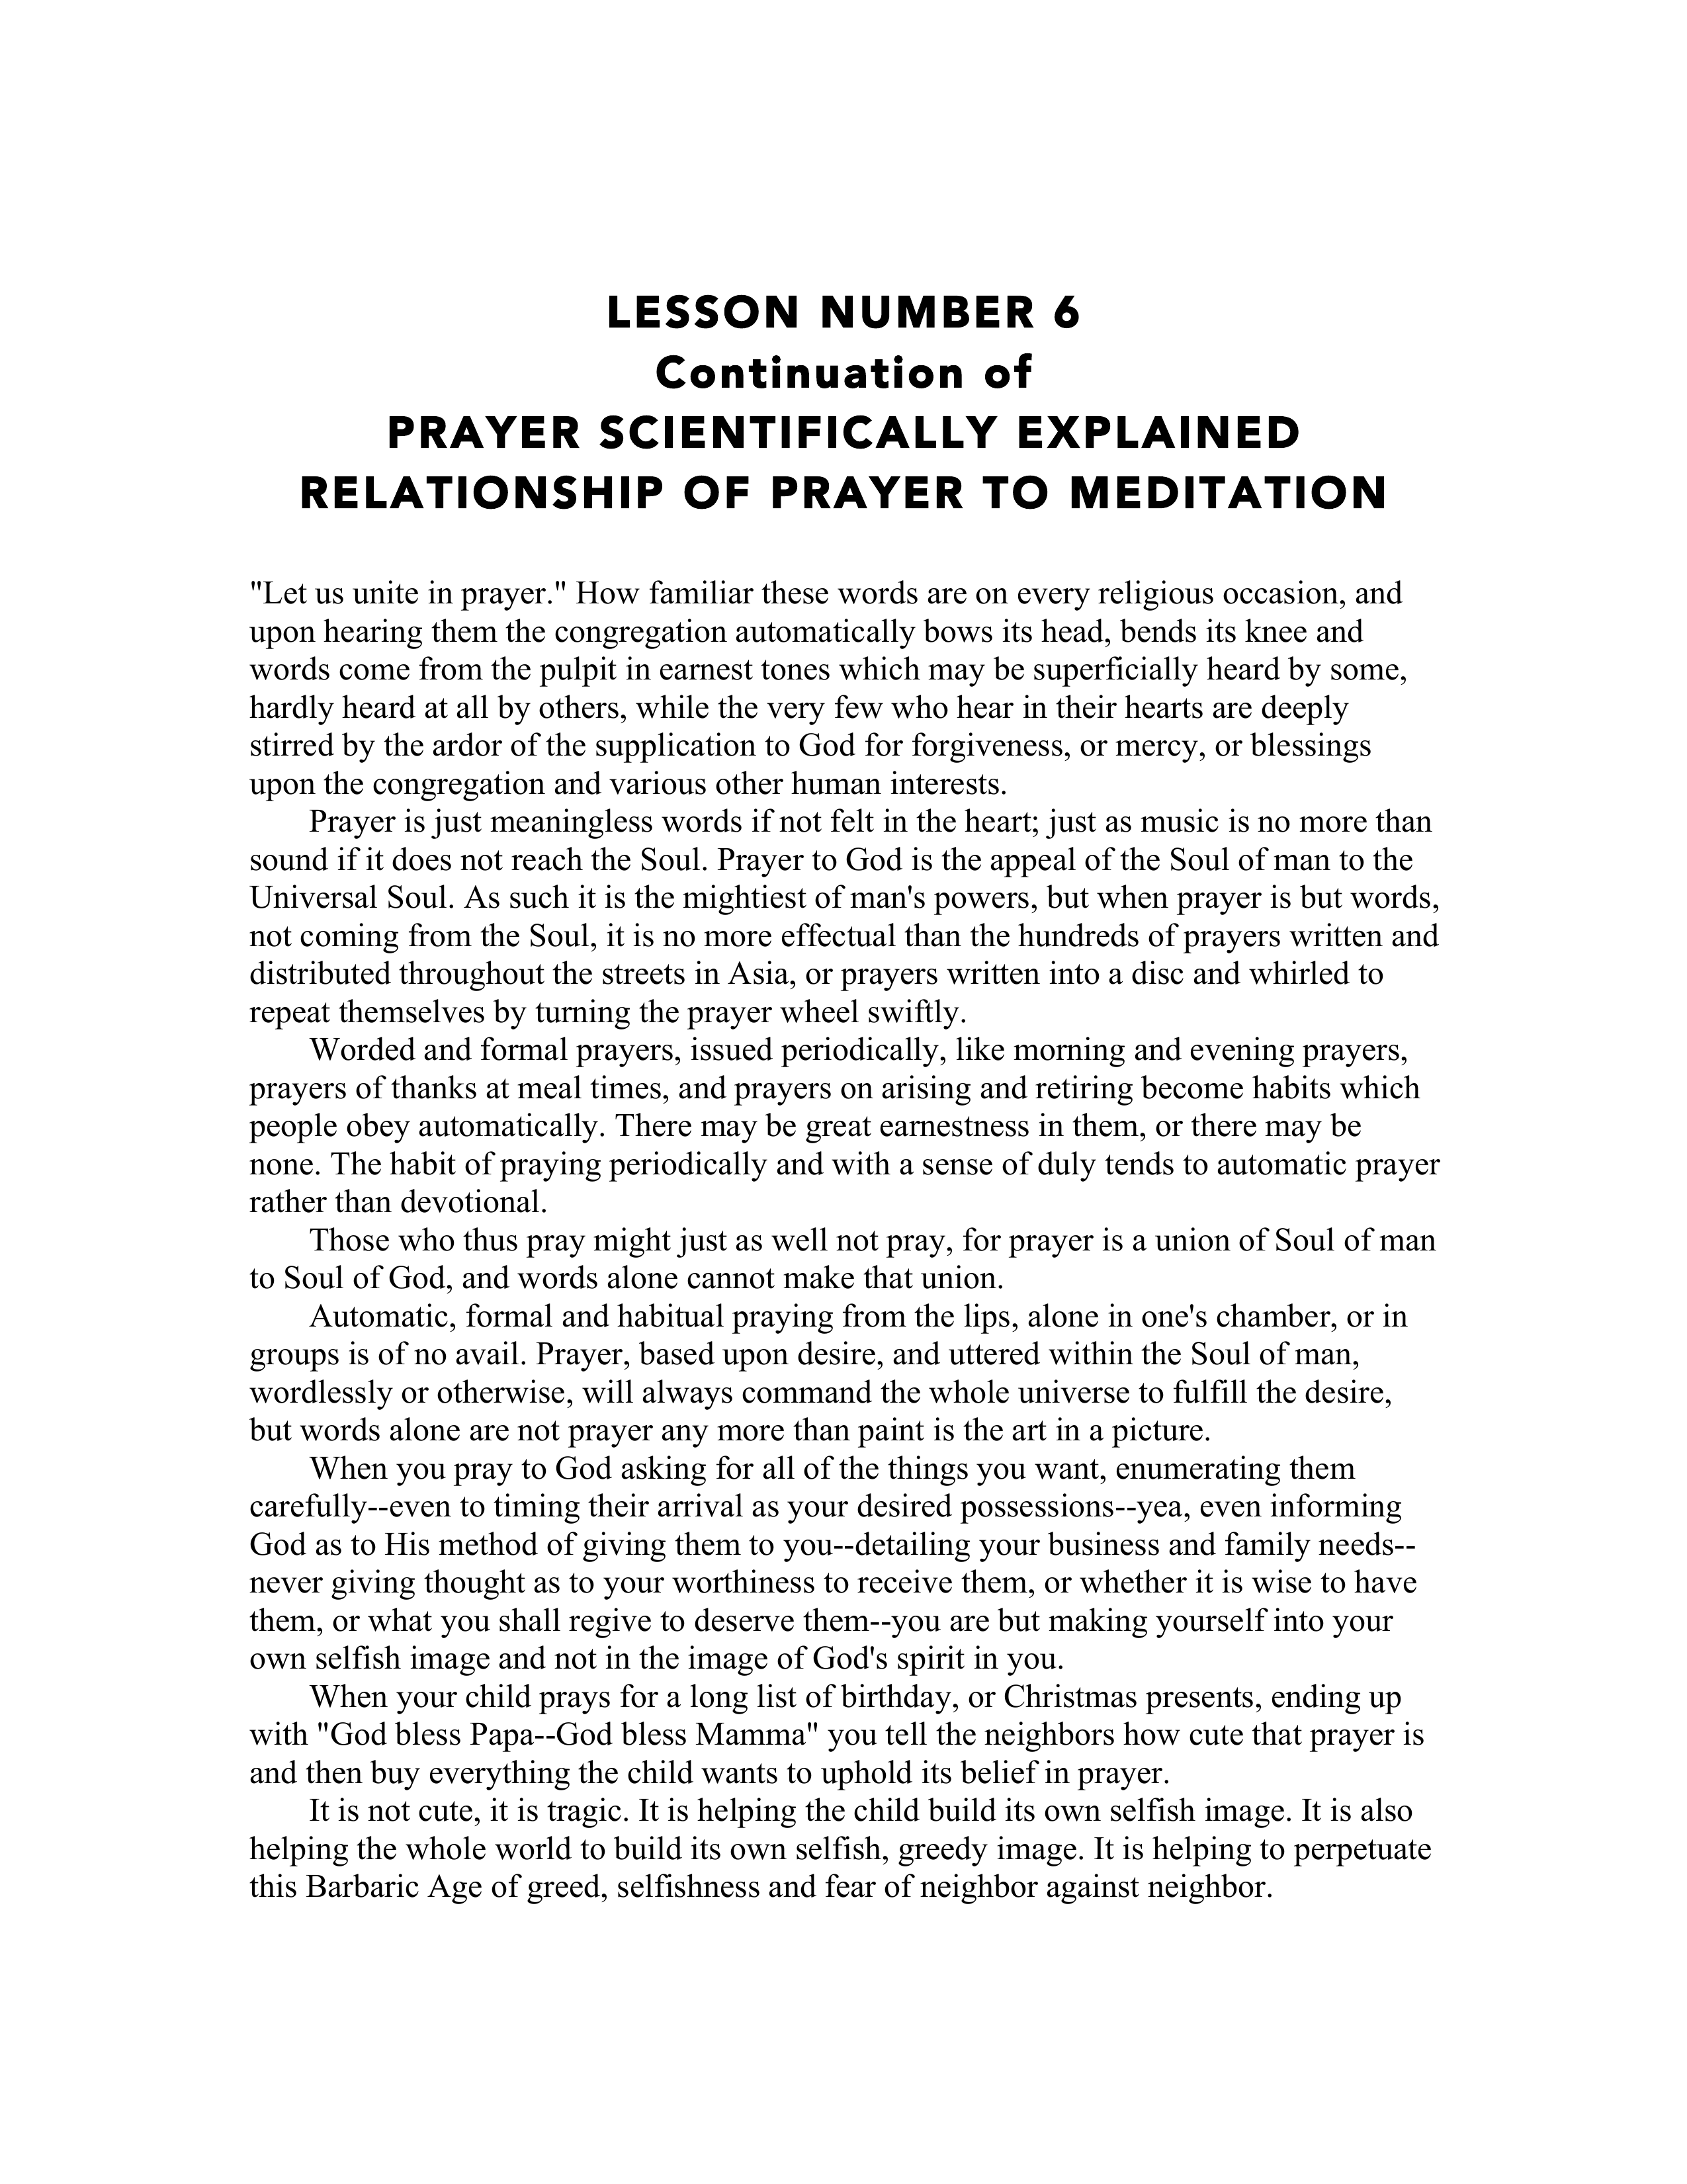 LESSON NUMBER 6
Continuation of
PRAYER SCIENTIFICALLY EXPLAINED
RELATIONSHIP OF PRAYER TO MEDITATION
"Let us unite in prayer." How familiar these words are on every religious occasion, and
upon hearing them the congregation automatically bows its head, bends its knee and
words come from the pulpit in earnest tones which may be superficially heard by some,
hardly heard at all by others, while the very few who hear in their hearts are deeply
stirred by the ardor of the supplication to God for forgiveness, or mercy, or blessings
upon the congregation and various other human interests.
Prayer is just meaningless words if not felt in the heart; just as music is no more than
sound if it does not reach the Soul. Prayer to God is the appeal of the Soul of man to the
Universal Soul. As such it is the mightiest of man's powers, but when prayer is but words,
not coming from the Soul, it is no more effectual than the hundreds of prayers written and
distributed throughout the streets in Asia, or prayers written into a disc and whirled to
repeat themselves by turning the prayer wheel swiftly.
Worded and formal prayers, issued periodically, like morning and evening prayers,
prayers of thanks at meal times, and prayers on arising and retiring become habits which
people obey automatically. There may be great earnestness in them, or there may be
none. The habit of praying periodically and with a sense of duly tends to automatic prayer
rather than devotional.
Those who thus pray might just as well not pray, for prayer is a union of Soul of man
to Soul of God, and words alone cannot make that union.
Automatic, formal and habitual praying from the lips, alone in one's chamber, or in
groups is of no avail. Prayer, based upon desire, and uttered within the Soul of man,
wordlessly or otherwise, will always command the whole universe to fulfill the desire,
but words alone are not prayer any more than paint is the art in a picture.
When you pray to God asking for all of the things you want, enumerating them
carefully--even to timing their arrival as your desired possessions--yea, even informing
God as to His method of giving them to you--detailing your business and family needs--
never giving thought as to your worthiness to receive them, or whether it is wise to have
them, or what you shall regive to deserve them--you are but making yourself into your
own selfish image and not in the image of God's spirit in you.
When your child prays for a long list of birthday, or Christmas presents, ending up
with "God bless Papa--God bless Mamma" you tell the neighbors how cute that prayer is
and then buy everything the child wants to uphold its belief in prayer.
It is not cute, it is tragic. It is helping the child build its own selfish image. It is also
helping the whole world to build its own selfish, greedy image. It is helping to perpetuate
this Barbaric Age of greed, selfishness and fear of neighbor against neighbor.